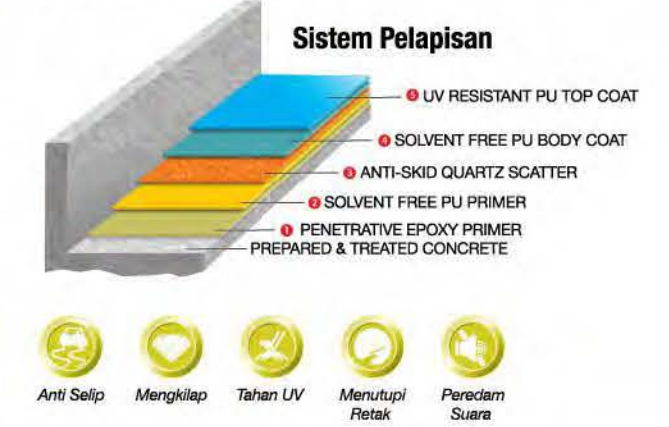 Sistem Pelapisan
5 UV RESISTANT PU TOP COAT
4 SOLVENT FREE PU BODY COAT
3 ANTI-SKID QUARTZ SCATTER
2 SOLVENT FREE PU PRIMER
1 PENETRATIVE EPOXY PRIMER
PREPARED & TREATED CONCRETE
Anti Selip
Mengkilap
Tahan UV
Menutupi
Retak
Peredam
Suara